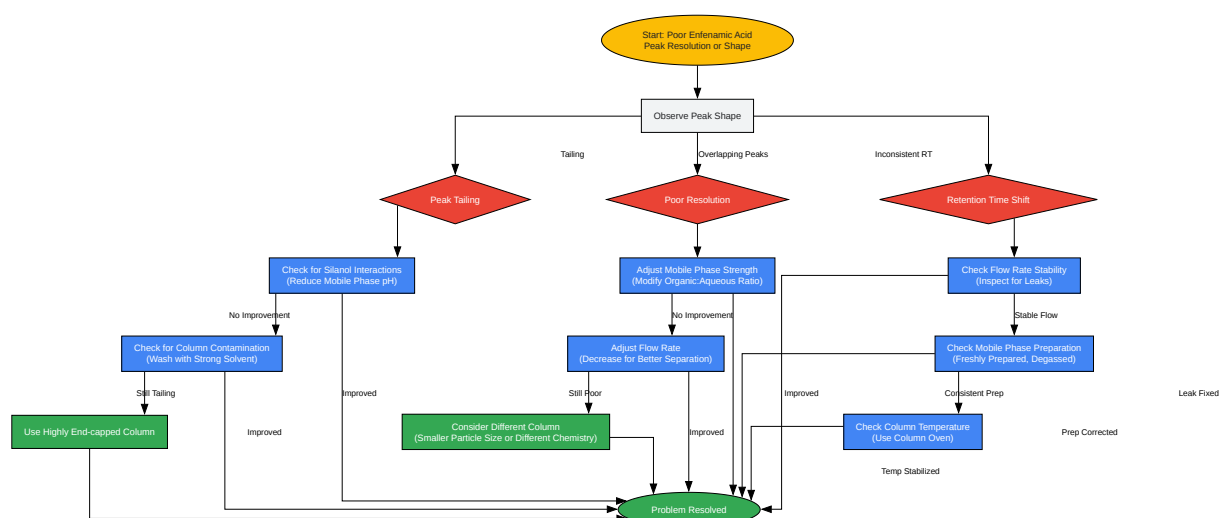 Start: Poor Enfenamic Acid
Peak Resolution or Shape
Observe Peak Shape
Tailing
Overlapping Peaks
Inconsistent RT
Peak Tailing
Poor Resolution
Retention Time Shift
Check for Silanol Interactions
(Reduce Mobile Phase pH)
Adjust Mobile Phase Strength
(Modify Organic:Aqueous Ratio)
Check Flow Rate Stability
(Inspect for Leaks)
No Improvement
No Improvement
Stable Flow
Check for Column Contamination
(Wash with Strong Solvent)
Adjust Flow Rate
(Decrease for Better Separation)
Check Mobile Phase Preparation
(Freshly Prepared, Degassed)
Still Tailing
Improved
Still Poor
Improved
Consistent Prep
Leak Fixed
Use Highly End-capped Column
Improved
Consider Different Column
(Smaller Particle Size or Different Chemistry)
Improved
Check Column Temperature
(Use Column Oven)
Prep Corrected
Temp Stabilized
Problem Resolved